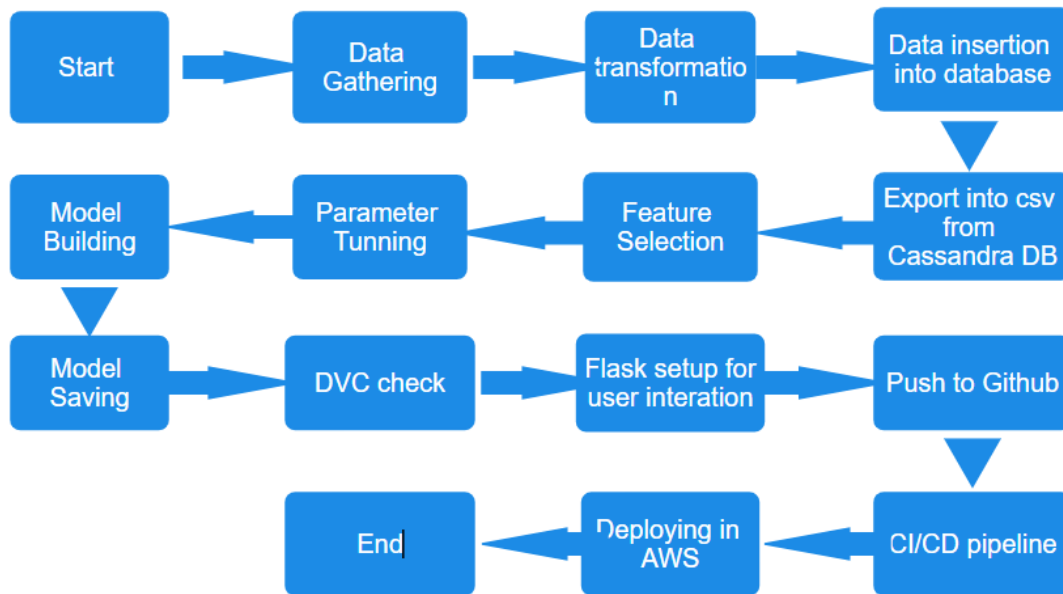 Start
Data
Gathering
Data
transformatio
n
Data insertion
into database
Export into csv
from
Cassandra DB
Feature
Selection
Parameter
Tunning
Model
Building
Model
Saving
DVC check
Flask setup for
user interation
Push to Github
CI/CD pipeline
Deploying in
AWS
End